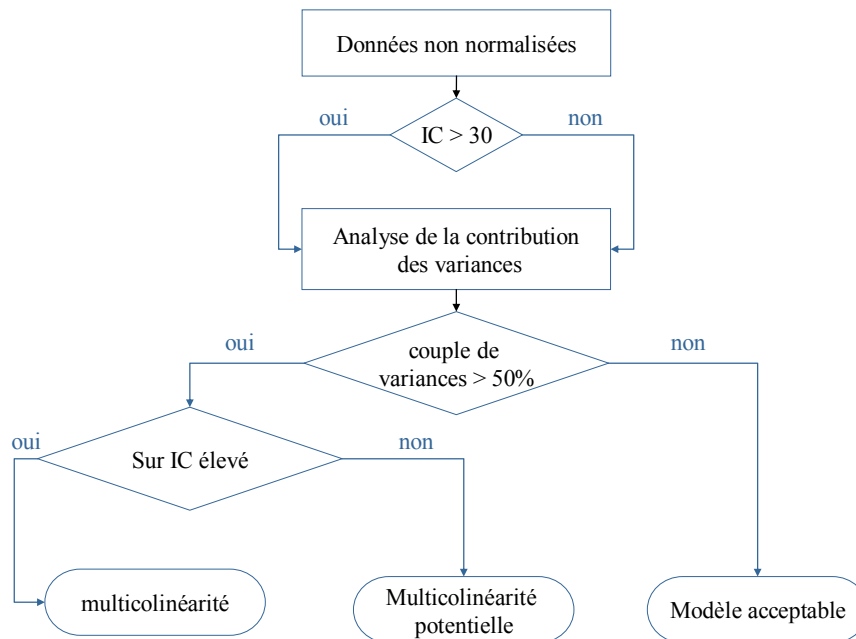 Données non normalisées
oui
IC > 30
non
Analyse de la contribution
des variances
oui
couple de
variances > 50%
non
oui
Sur IC élevé
non
multicolinéarité
Multicolinéarité
potentielle
Modèle acceptable